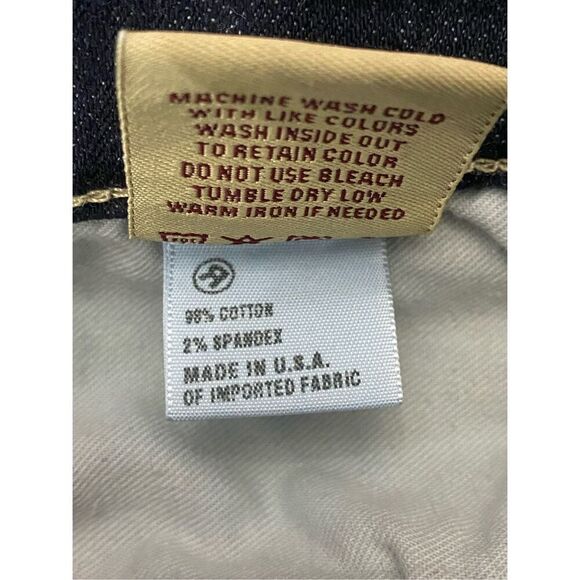 MACHINE WASH COLD
WITH LIKE COLORS
WASH INSIDE OUT
TO RETAIN COLOR
DO NOT USE BLEACH
TUMBLE DRY LOW
WARM IRON IF NEEDED
98% COTTON
2% SPANDEX
MADE IN U.S.A.
OF IMPORTED FABRIC